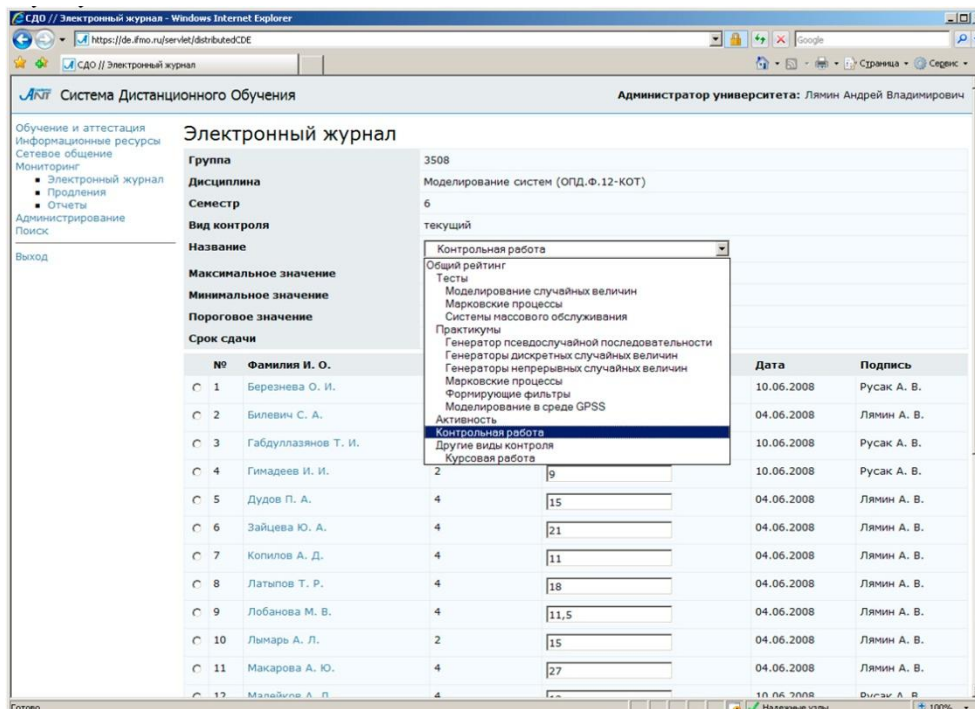 СДО // Электронный журнал - Windows Internet Explorer
https://de.ifmo.ru/servlet/distributedCDE
Google
СДО // Электронный журнал
Страница
Сервис
Система Дистанционного Обучения
Администратор университета: Лямин Андрей Владимирович
Обучение и аттестация
Информационные ресурсы
Сетевое общение
Мониторинг
Электронный журнал
Продления
Отчеты
Администрирование
Поиск
Выход
Электронный журнал
Группа 3508
Дисциплина Моделирование систем (ОПД.Ф.12-КОТ)
Семестр 6
Вид контроля текущий
Название Контрольная работа
Максимальное значение
Минимальное значение
Пороговое значение
Срок сдачи
Общий рейтинг
Тесты
Моделирование случайных величин
Марковские процессы
Системы массового обслуживания
Практикумы
Генератор псевдослучайной последовательности
Генераторы дискретных случайных величин
Генераторы непрерывных случайных величин
Марковские процессы
Формирующие фильтры
Моделирование в среде GPSS
Активность
Контрольная работа
Другие виды контроля
Курсовая работа
№ Фамилия И. О. Дата Подпись
1 Березнева О. И. 10.06.2008 Русак А. В.
2 Билевич С. А. 04.06.2008 Лямин А. В.
3 Габдуллазянов Т. И. 10.06.2008 Русак А. В.
4 Гимадеев И. И. 2 9 10.06.2008 Русак А. В.
5 Дудов П. А. 4 15 04.06.2008 Лямин А. В.
6 Зайцева Ю. А. 4 21 04.06.2008 Лямин А. В.
7 Копилов А. Д. 4 11 04.06.2008 Лямин А. В.
8 Латыпов Т. Р. 4 18 04.06.2008 Лямин А. В.
9 Лобанова М. В. 4 11,5 04.06.2008 Лямин А. В.
10 Лымарь А. Л. 2 15 04.06.2008 Лямин А. В.
11 Макарова А. Ю. 4 27 04.06.2008 Лямин А. В.
12 4 10.06.2008 Русак А. В.
Готово
Надежные узлы
100%